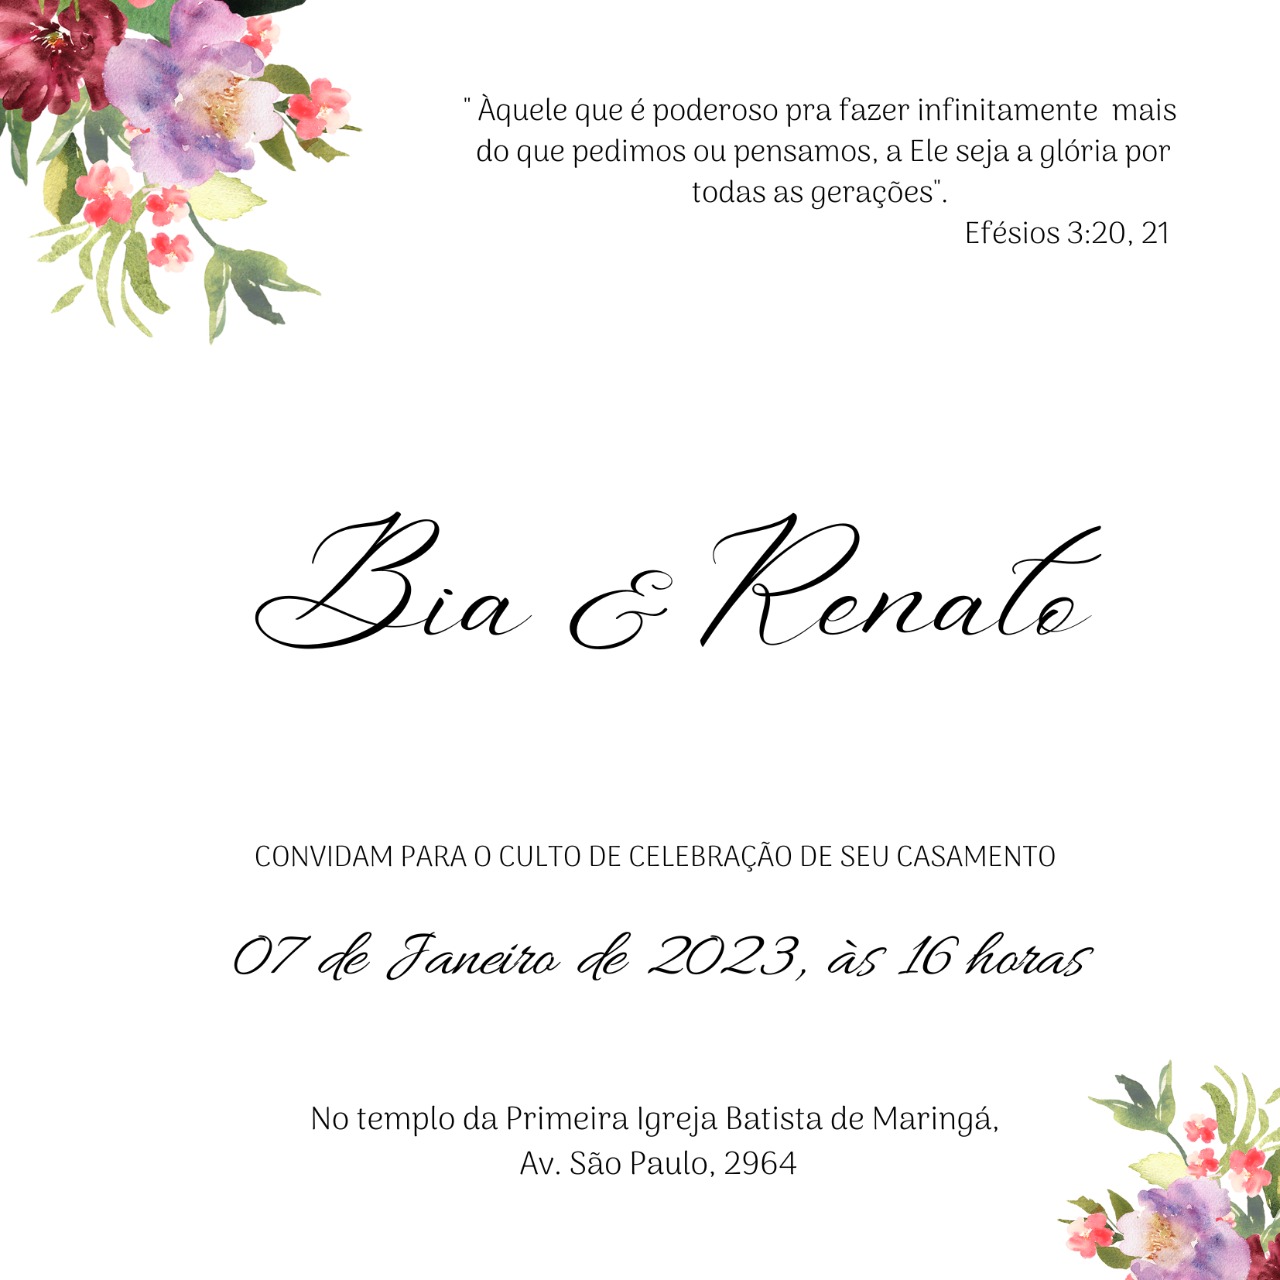 " Àquele que é poderoso pra fazer infinitamente  mais
do que pedimos ou pensamos, a Ele seja a glória por
todas as gerações".
Efésios 3:20, 21
Bia & Renato
CONVIDAM PARA O CULTO DE CELEBRAÇÃO DE SEU CASAMENTO
07 de Janeiro de 2023, às 16 horas
No templo da Primeira Igreja Batista de Maringá,
Av. São Paulo, 2964